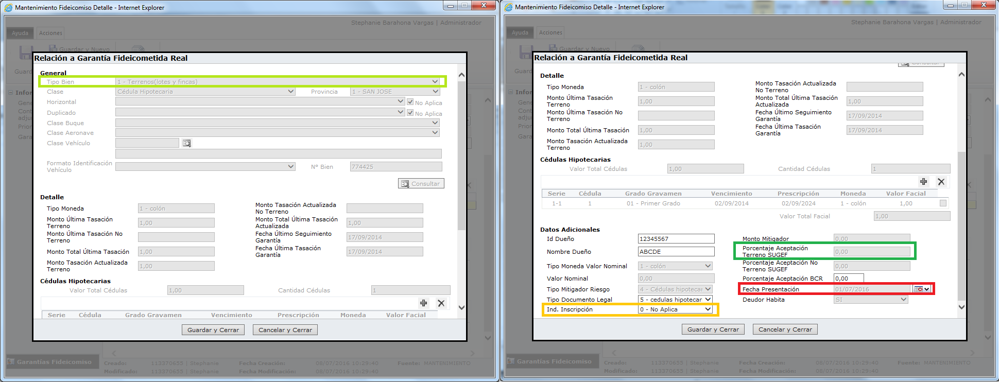 Mantenimiento Fideicomiso Detalle - Internet Explorer
Stephanie Barahona Vargas | Administrador
Ayuda Acciones
Guardar y Nuevo
Guard
Relación a Garantía Fideicometida Real
General
Tipo Bien 1 - Terrenos(lotes y fincas)
Clase Cédula Hipotecaria Provincia 1 - SAN JOSE
Horizontal No Aplica
Duplicado No Aplica
Clase Buque
Clase Aeronave
Clase Vehículo
Formato Identificación
Vehículo N° Bien 774425
Consultar
Detalle
Tipo Moneda 1 - colón Monto Tasación Actualizada
No Terreno
Monto Última Tasación
Terreno 1,00 Monto Total Última Tasación
Actualizada 1,00
Monto Última Tasación No
Terreno Fecha Último Seguimiento
Garantía 17/09/2014
Monto Total Última Tasación 1,00 Fecha Última Tasación
Garantía 17/09/2014
Monto Tasación Actualizada
Terreno 1,00
Cédulas Hipotecarias
Valor Total Cédulas 1,00 Cantidad Cédulas 1
Serie Cédula Grado Gravamen Vencimiento Prescripción Moneda Valor Facial
Guardar y Cerrar Cancelar y Cerrar
Infor
Gene
Cont
adju
Prior
Gara
Garantías Fideicomiso
Creado: 113370655 | Stephanie Fecha Creación: 08/07/2016 10:29:40 Fuente: MANTENIMIENTO
Modificado: 113370655 | Stephanie Fecha Modificación: 08/07/2016 10:29:40
Mantenimiento Fideicomiso Detalle - Internet Explorer
Stephanie Barahona Vargas | Administrador
Ayuda Acciones
Guardar y Nuevo
Guard
Relación a Garantía Fideicometida Real
Consultar
Detalle
Tipo Moneda 1 - colón Monto Tasación Actualizada
No Terreno
Monto Última Tasación
Terreno 1,00 Monto Total Última Tasación
Actualizada 1,00
Monto Última Tasación No
Terreno Fecha Último Seguimiento
Garantía 17/09/2014
Monto Total Última Tasación 1,00 Fecha Última Tasación
Garantía 17/09/2014
Monto Tasación Actualizada
Terreno 1,00
Cédulas Hipotecarias
Valor Total Cédulas 1,00 Cantidad Cédulas 1
Serie Cédula Grado Gravamen Vencimiento Prescripción Moneda Valor Facial
1-1 1 01 - Primer Grado 02/09/2014 02/09/2024 1 - colón 1,00
Valor Total Facial 1,00
Datos Adicionales
Id Dueño 12345567 Monto Mitigador 0,00
Nombre Dueño ABCDE Porcentaje Aceptación
Terreno SUGEF 0,00
Tipo Moneda Valor Nominal 1 - colón Porcentaje Aceptación No
Terreno SUGEF 0,00
Valor Nominal 0,00 Porcentaje Aceptación BCR 0,00
Tipo Mitigador Riesgo 4 - Cédulas hipotecar Fecha Presentación 01/07/2016
Tipo Documento Legal 5 - cedulas hipotecar Deudor Habita SI
Ind. Inscripción 0 - No Aplica
Guardar y Cerrar Cancelar y Cerrar
Infor
Gene
Cont
adju
Prior
Gara
Garantías Fideicomiso
Creado: 113370655 | Stephanie Fecha Creación: 08/07/2016 10:29:40 Fuente: MANTENIMIENTO
Modificado: 113370655 | Stephanie Fecha Modificación: 08/07/2016 10:29:40